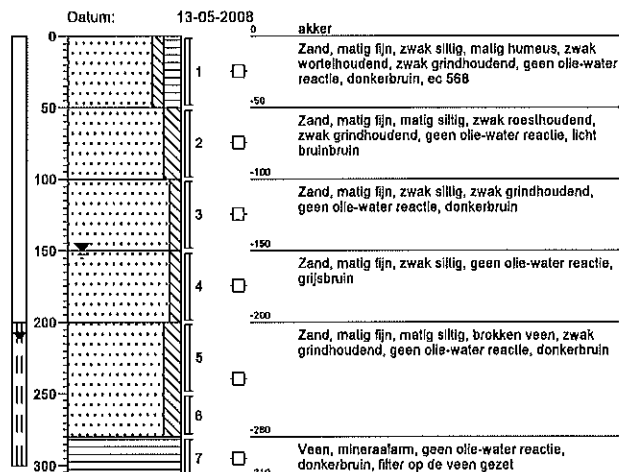 Datum: 13-05-2008
0 0 akker
Zand, matig fijn, zwak siltig, matig humeus, zwak
wortelhoudend, zwak grindhoudend, geen olie-water
reactie, donkerbruin, ec 568
1
50 -50
Zand, matig fijn, matig siltig, zwak roesthoudend,
zwak grindhoudend, geen olie-water reactie, licht
bruinbruin
2
100 -100
Zand, matig fijn, zwak siltig, zwak grindhoudend,
geen olie-water reactie, donkerbruin
3
150 -150
Zand, matig fijn, zwak siltig, geen olie-water reactie,
grijsbruin
4
200 -200
Zand, matig fijn, matig siltig, brokken veen, zwak
grindhoudend, geen olie-water reactie, donkerbruin
5
250
6
-280
Veen, mineraalarm, geen olie-water reactie,
donkerbruin, filter op de veen gezet
7
300
-310